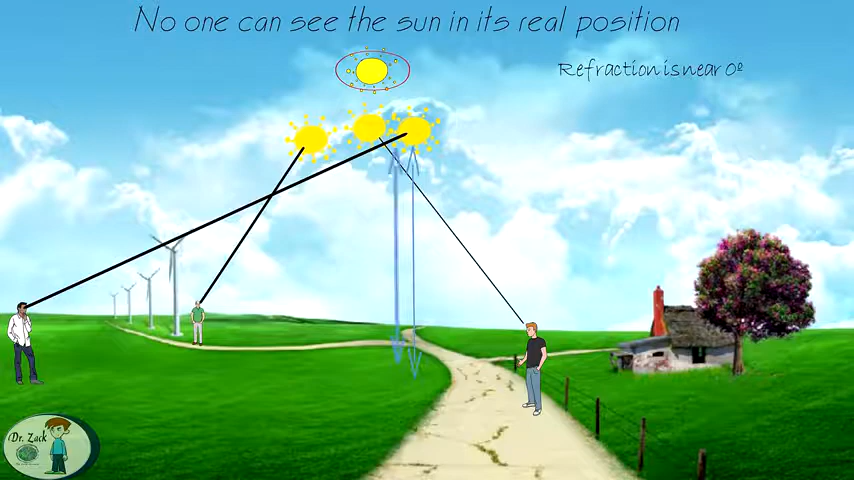 No one can see the sun in its real position
Refraction is near 0º
Dr. Zack